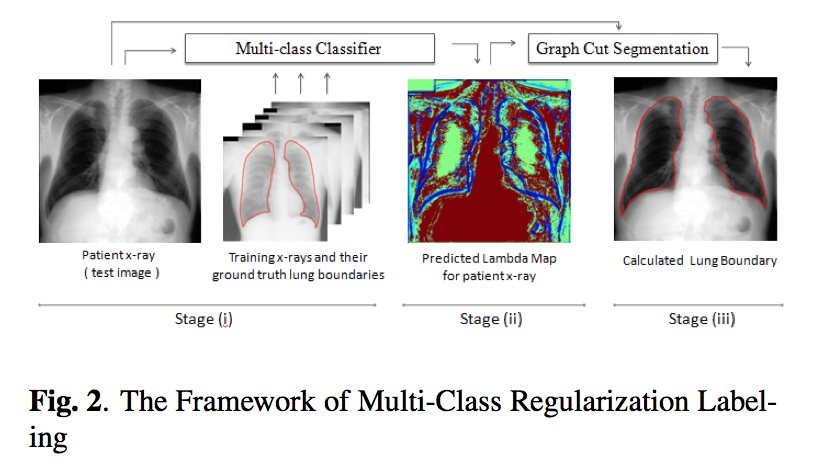 Multi-class Classifier
Graph Cut Segmentation
Patient x-ray
( test image )
Training x-rays and their
ground truth lung boundaries
Predicted Lambda Map
for patient x-ray
Calculated Lung Boundary
Stage (i)
Stage (ii)
Stage (iii)
Fig. 2. The Framework of Multi-Class Regularization Label-
ing